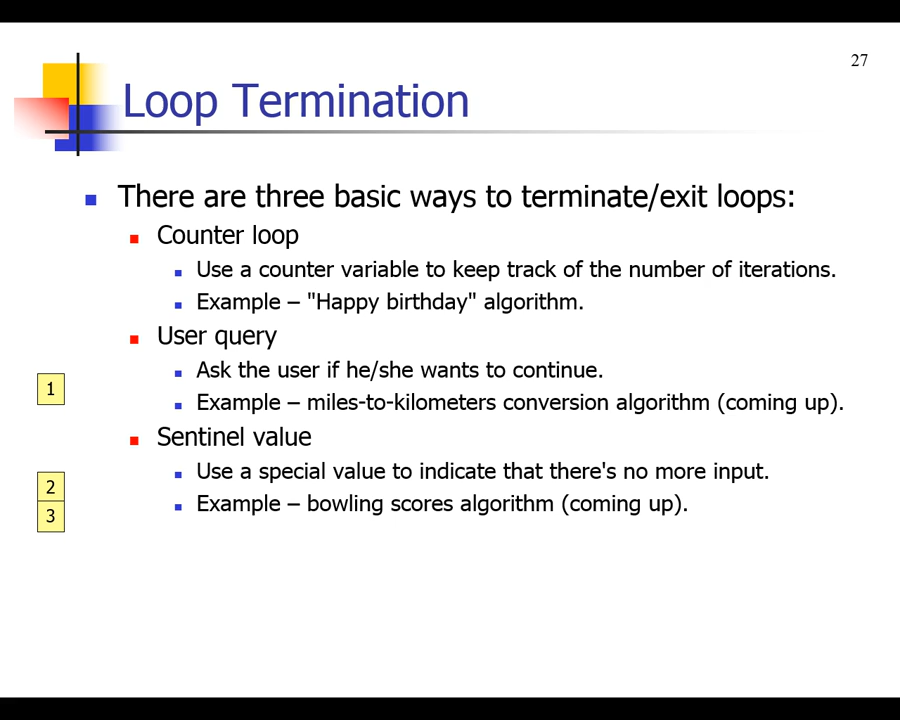 27
Loop Termination
There are three basic ways to terminate/exit loops:
Counter loop
Use a counter variable to keep track of the number of iterations.
Example – "Happy birthday" algorithm.
User query
Ask the user if he/she wants to continue.
1
Example – miles-to-kilometers conversion algorithm (coming up).
Sentinel value
Use a special value to indicate that there's no more input.
2
Example – bowling scores algorithm (coming up).
3